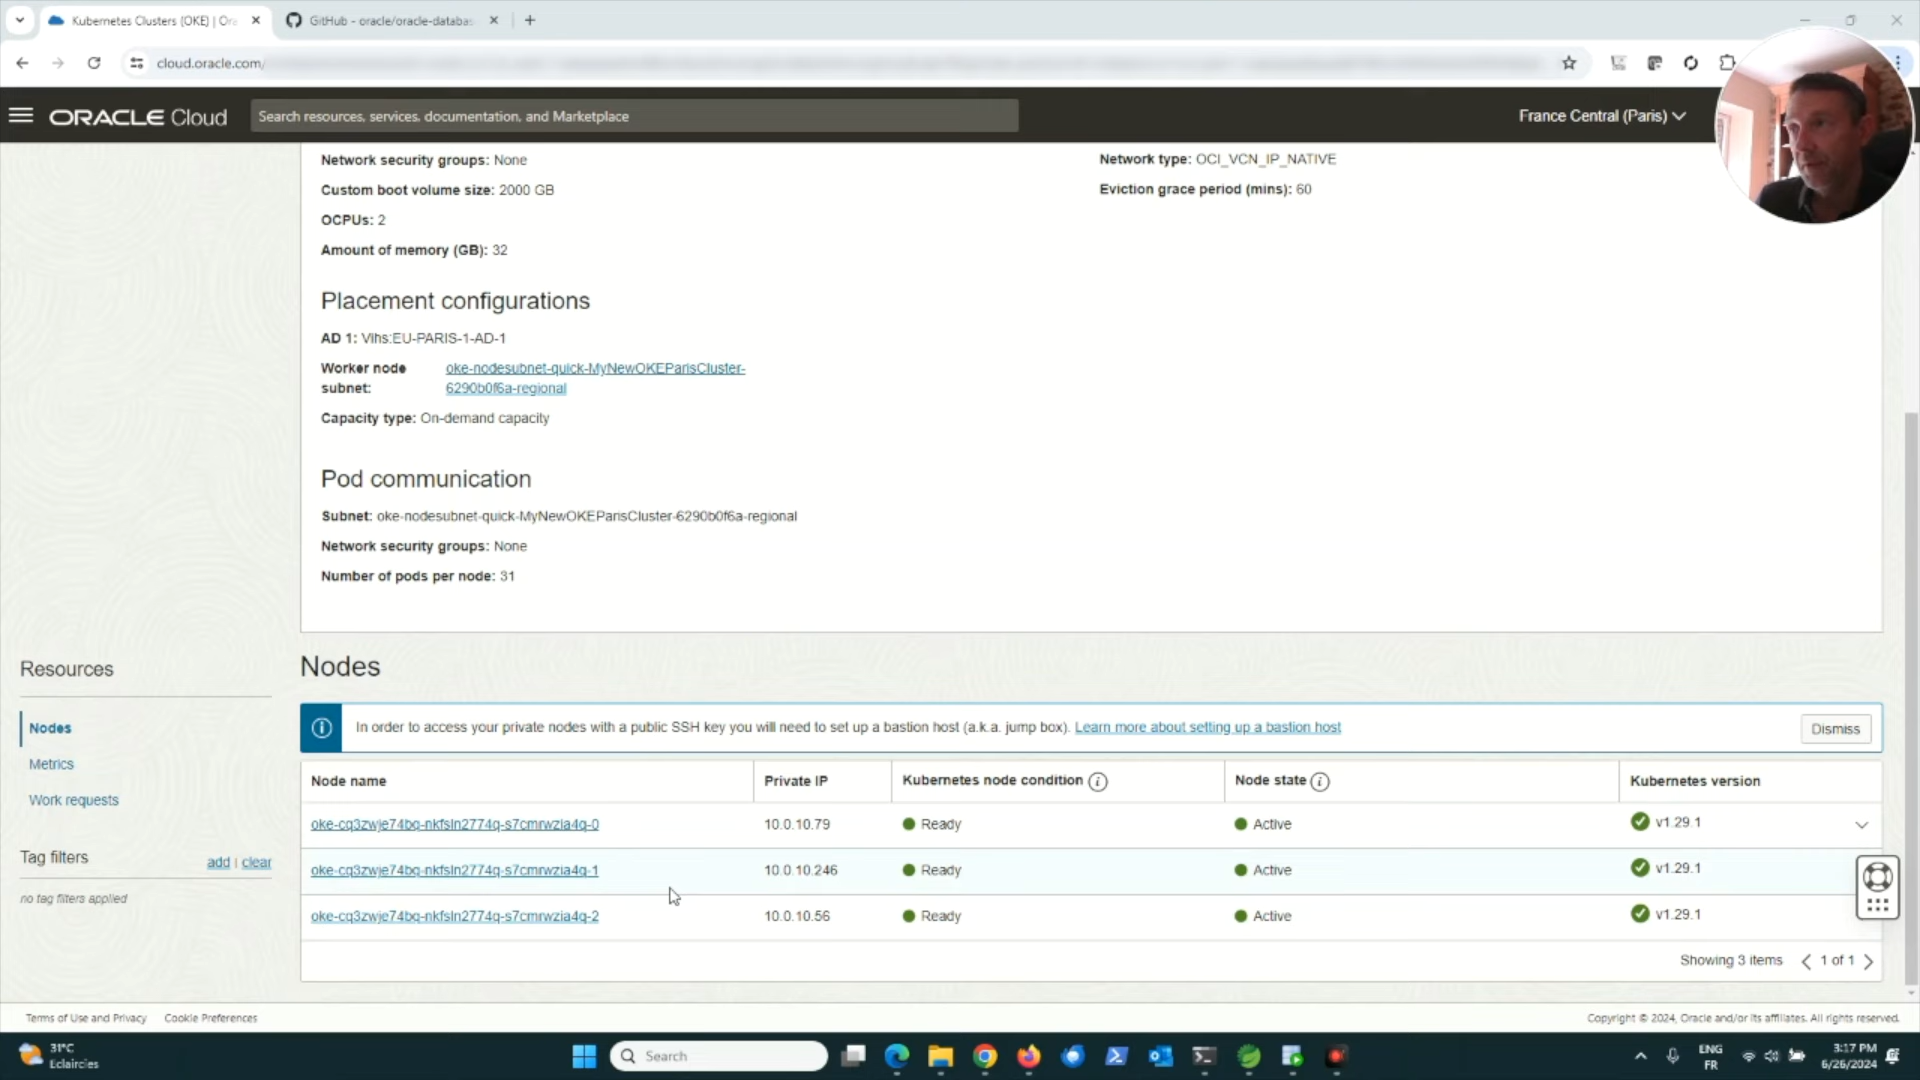 Kubernetes Clusters (OKE) | Ora
GitHub - oracle/oracle-databas
cloud.oracle.com/
ORACLE Cloud
Search resources, services, documentation, and Marketplace
France Central (Paris)
Network security groups: None
Network type: OCI_VCN_IP_NATIVE
Custom boot volume size: 2000 GB
Eviction grace period (mins): 60
OCPUs: 2
Amount of memory (GB): 32
Placement configurations
AD 1: Vihs:EU-PARIS-1-AD-1
Worker node subnet: oke-nodesubnet-quick-MyNewOKEParisCluster-
6290b0f6a-regional
Capacity type: On-demand capacity
Pod communication
Subnet: oke-nodesubnet-quick-MyNewOKEParisCluster-6290b0f6a-regional
Network security groups: None
Number of pods per node: 31
Resources
Nodes
Metrics
Work requests
Tag filters add | clear
no tag filters applied
Nodes
In order to access your private nodes with a public SSH key you will need to set up a bastion host (a.k.a. jump box). Learn more about setting up a bastion host
Dismiss
Node name Private IP Kubernetes node condition Node state Kubernetes version
oke-cq3zwje74bq-nkfsln2774q-s7cmrwzia4q-0 10.0.10.79 Ready Active v1.29.1
oke-cq3zwje74bq-nkfsln2774q-s7cmrwzia4q-1 10.0.10.246 Ready Active v1.29.1
oke-cq3zwje74bq-nkfsln2774q-s7cmrwzia4q-2 10.0.10.56 Ready Active v1.29.1
Showing 3 items 1 of 1
Terms of Use and Privacy Cookie Preferences
Copyright © 2024, Oracle and/or its affiliates. All rights reserved.
31°C
Eclaircies
Search
ENG
FR
3:17 PM
6/26/2024